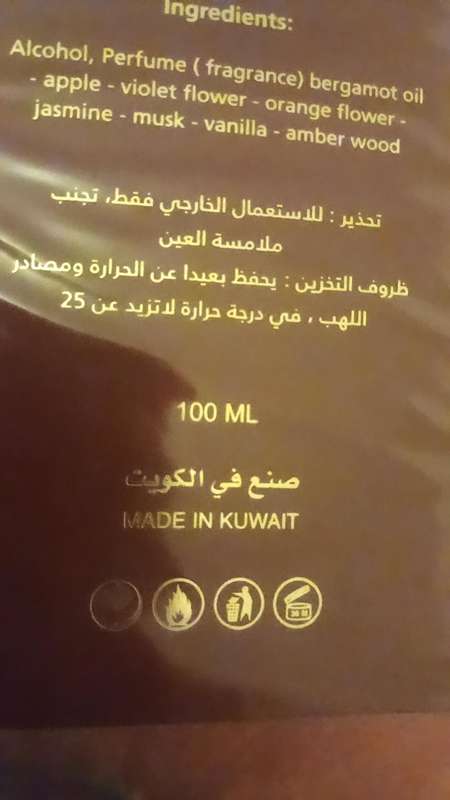 Ingredients:
Alcohol, Perfume ( fragrance) bergamot oil
- apple - violet flower - orange flower -
jasmine - musk - vanilla - amber wood
تحذير : للاستعمال الخارجي فقط، تجنب
ملامسة العين
ظروف التخزين : يحفظ بعيدا عن الحرارة ومصادر
اللهب ، في درجة حرارة لاتزيد عن 25
100 ML
صنع في الكويت
MADE IN KUWAIT